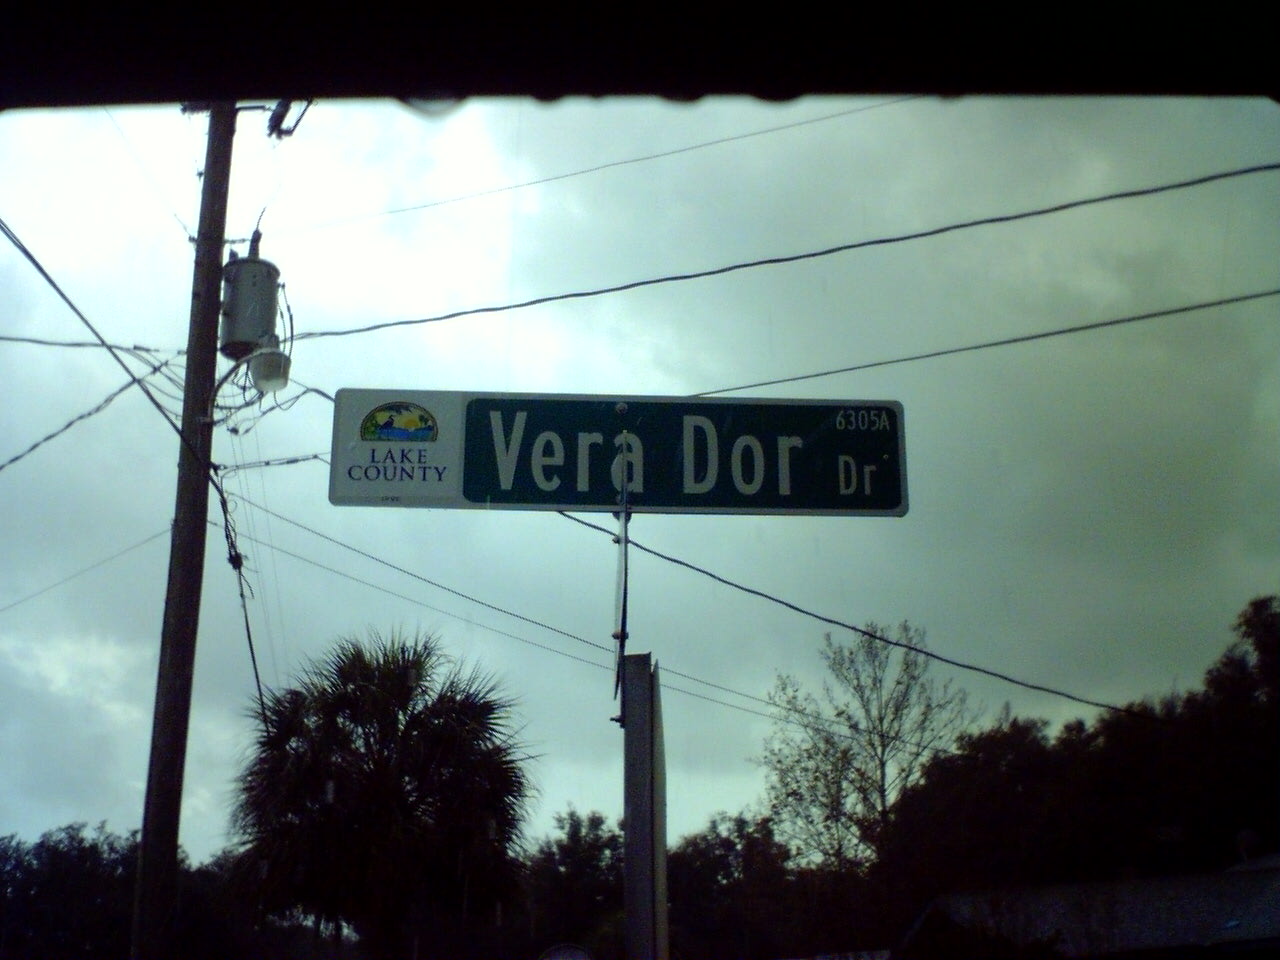 LAKE
COUNTY
Vera Dor
6305A
Dr